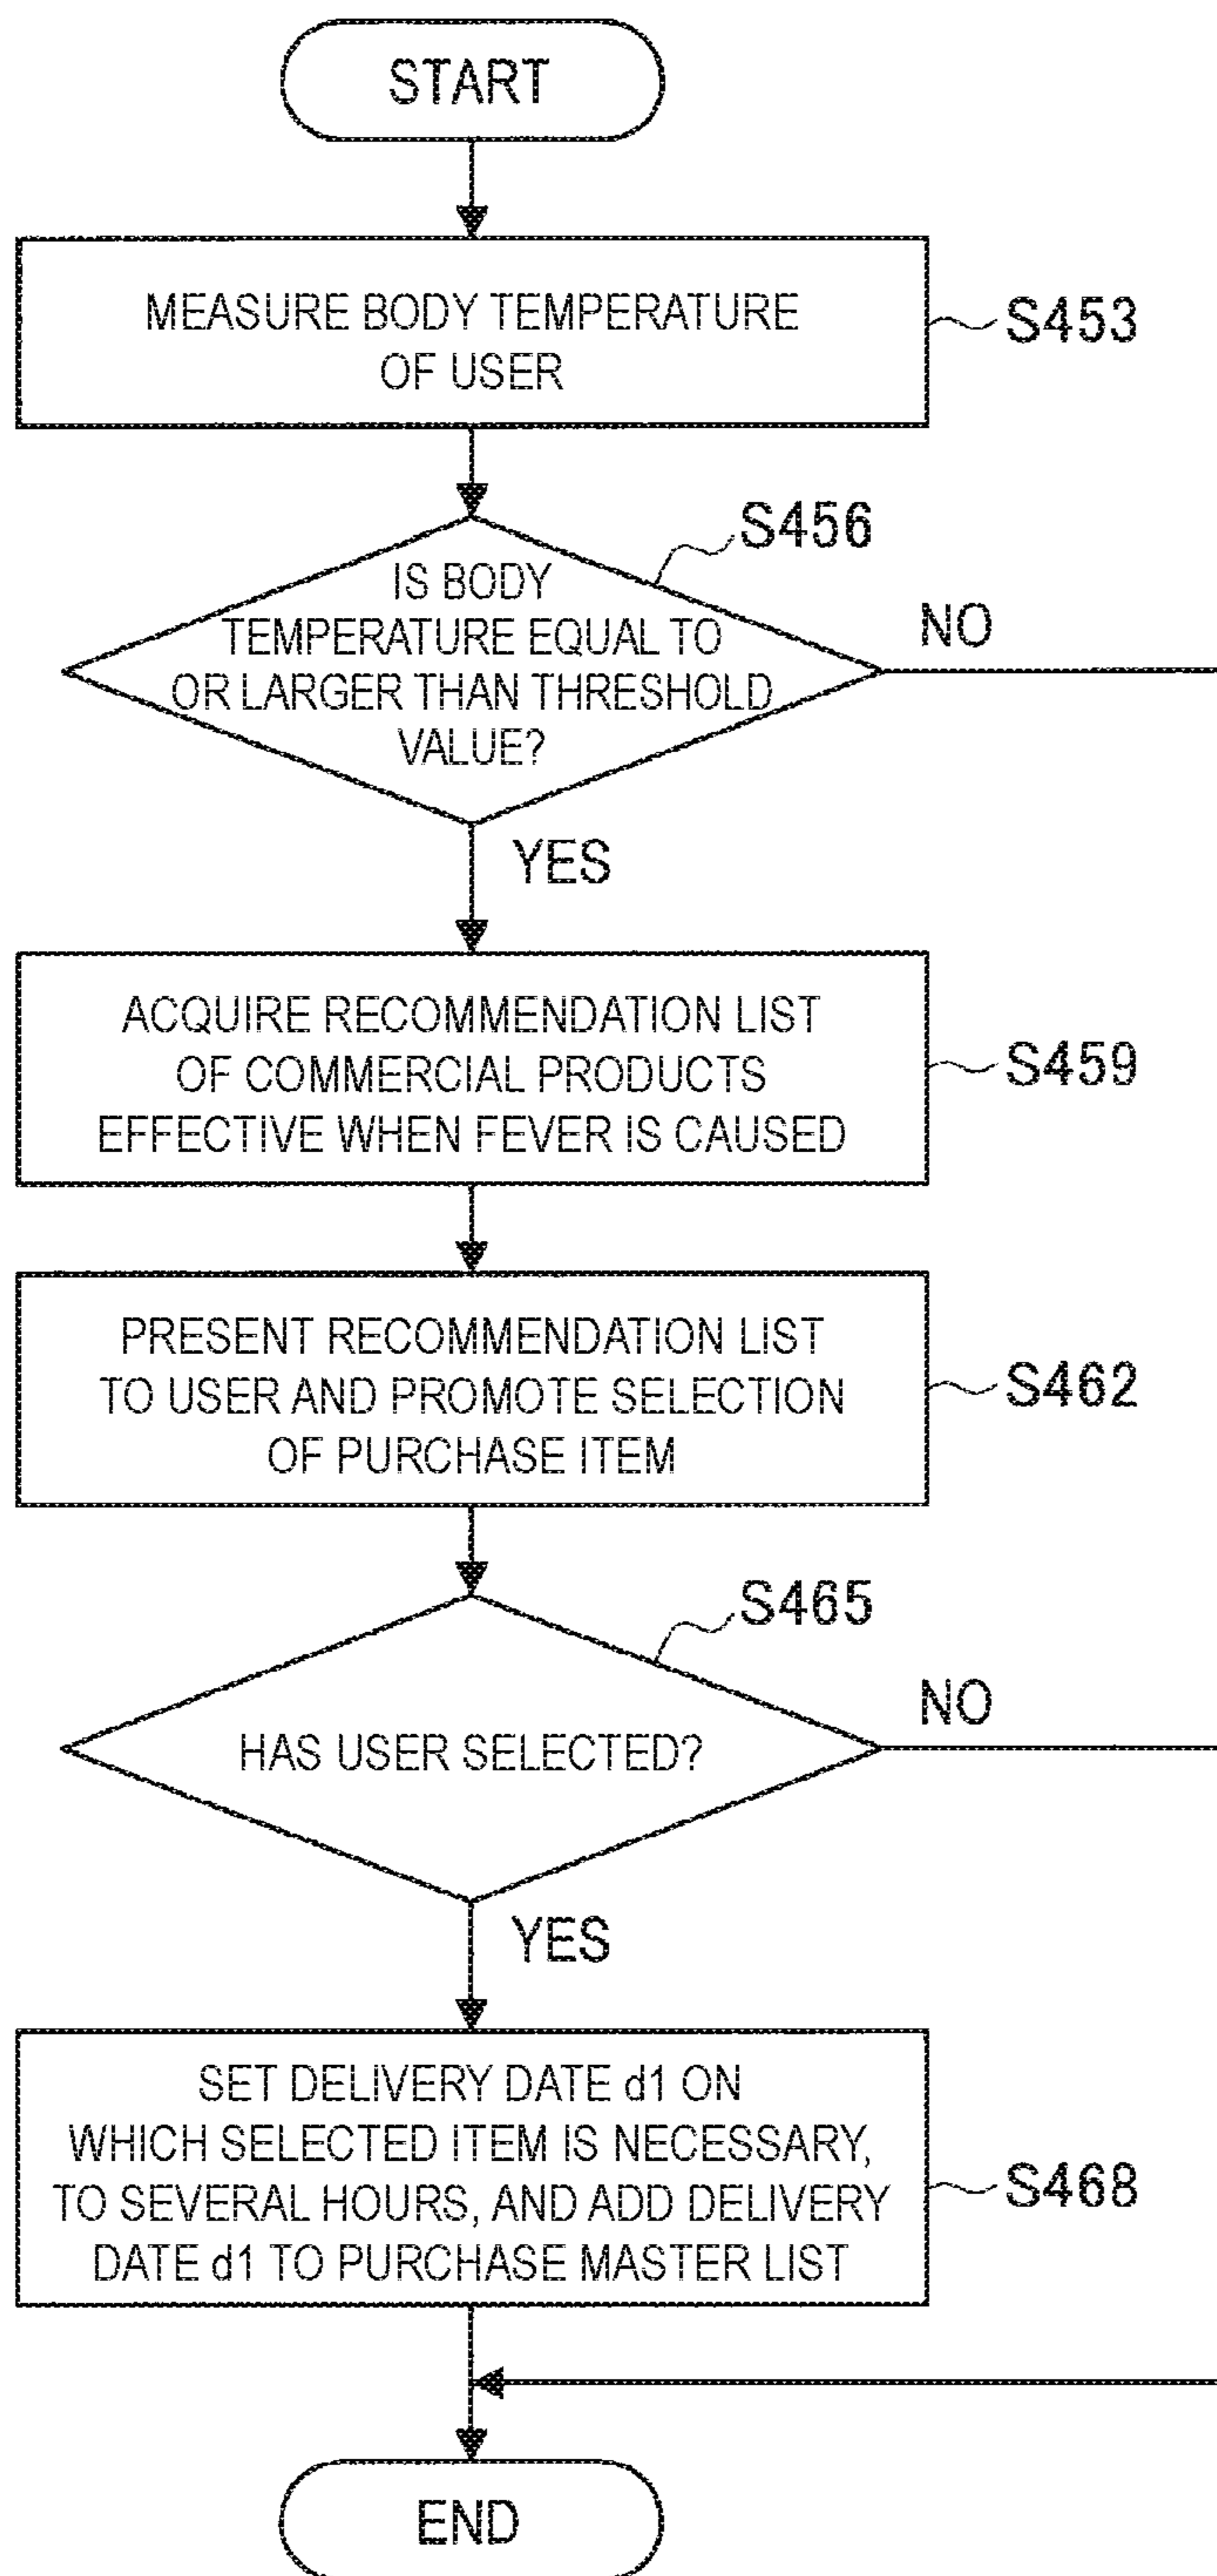 START
MEASURE BODY TEMPERATURE
OF USER
S453
S456
IS BODY
TEMPERATURE EQUAL TO
OR LARGER THAN THRESHOLD
VALUE?
NO
YES
ACQUIRE RECOMMENDATION LIST
OF COMMERCIAL PRODUCTS
EFFECTIVE WHEN FEVER IS CAUSED
S459
PRESENT RECOMMENDATION LIST
TO USER AND PROMOTE SELECTION
OF PURCHASE ITEM
S462
S465
HAS USER SELECTED?
NO
YES
SET DELIVERY DATE d1 ON
WHICH SELECTED ITEM IS NECESSARY,
TO SEVERAL HOURS, AND ADD DELIVERY
DATE d1 TO PURCHASE MASTER LIST
S468
END